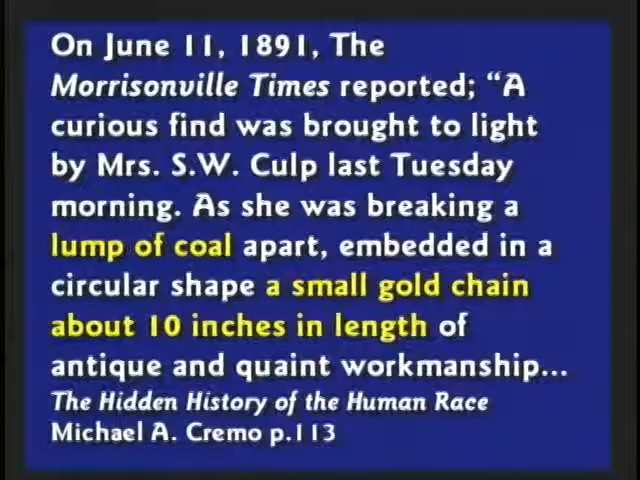 On June 11, 1891, The
Morrisonville Times reported; “A
curious find was brought to light
by Mrs. S.W. Culp last Tuesday
morning. As she was breaking a
lump of coal apart, embedded in a
circular shape a small gold chain
about 10 inches in length of
antique and quaint workmanship...
The Hidden History of the Human Race
Michael A. Cremo p.113